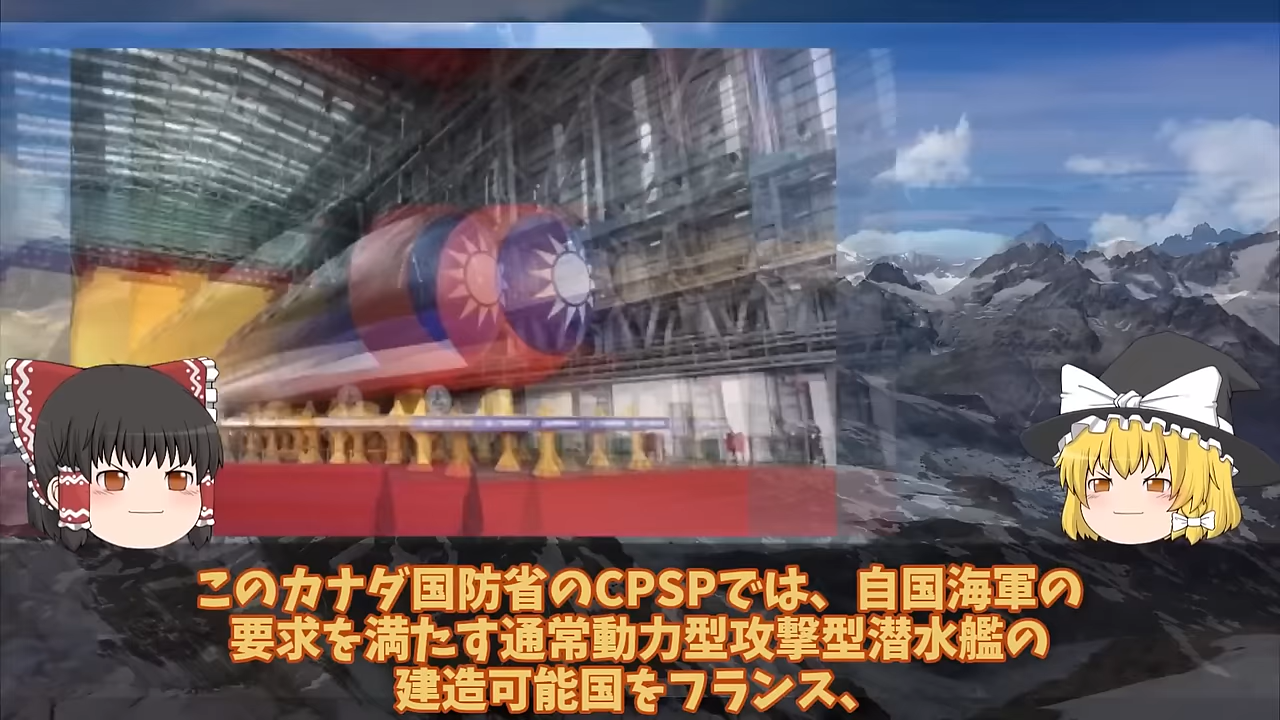 このカナダ国防省のCPSPでは、自国海軍の
要求を満たす通常動力型攻撃型潜水艦の
建造可能国をフランス、